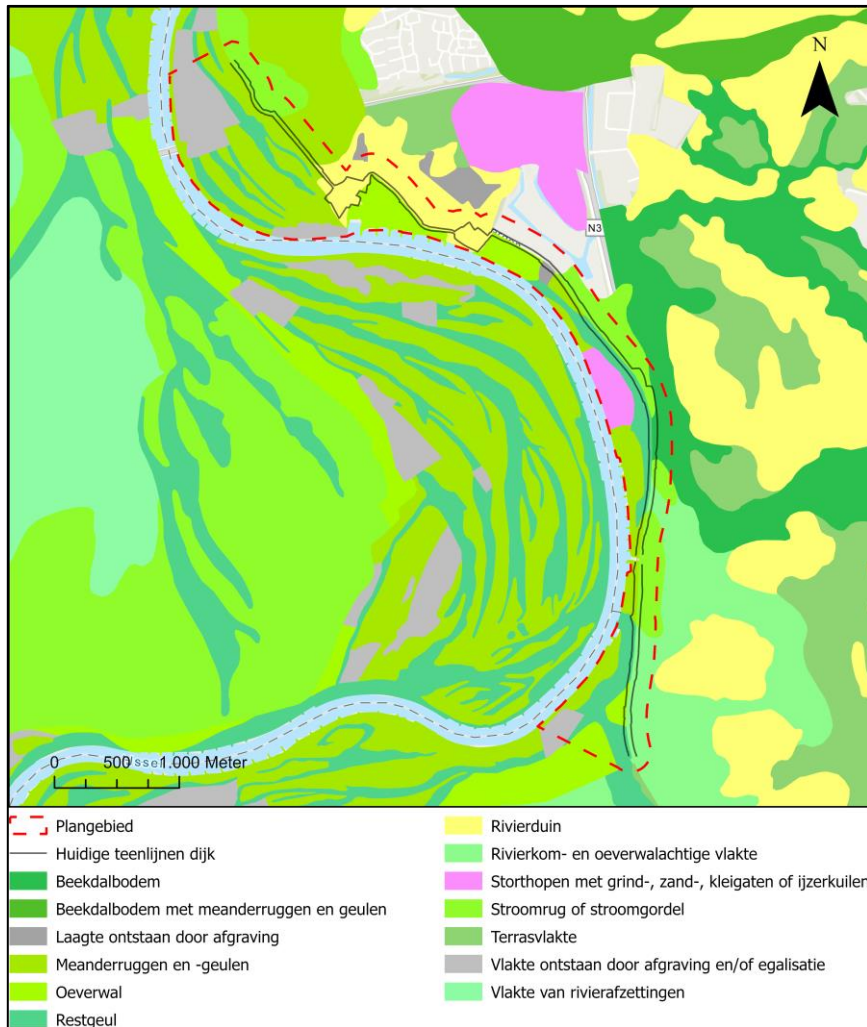 N
N3
0 500 1.000 Meter
Plangebied
Huidige teenlijnen dijk
Beekdalbodem
Beekdalbodem met meanderruggen en geulen
Laagte ontstaan door afgraving
Meanderruggen en -geulen
Oeverwal
Restgeul
Rivierduin
Rivierkom- en oeverwalachtige vlakte
Storthopen met grind-, zand-, kleigaten of ijzerkuilen
Stroomrug of stroomgordel
Terrasvlakte
Vlakte ontstaan door afgraving en/of egalisatie
Vlakte van rivierafzettingen